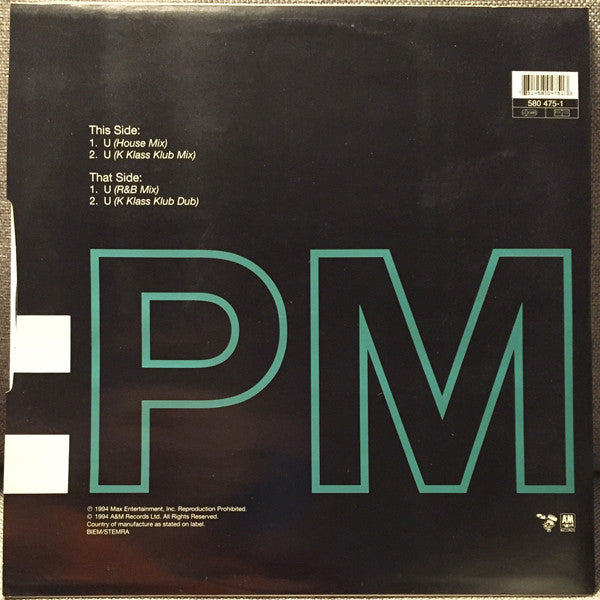 580 475-1
This Side:
1. U (House Mix)
2. U (K Klass Klub Mix)
That Side:
1. U (R&B Mix)
2. U (K Klass Klub Dub)
PM
℗ 1994 Max Entertainment, Inc. Reproduction Prohibited.
© 1994 A&M Records Ltd. All Rights Reserved.
Country of manufacture as stated on label.
BIEM/STEMRA
A&M
RECORDS